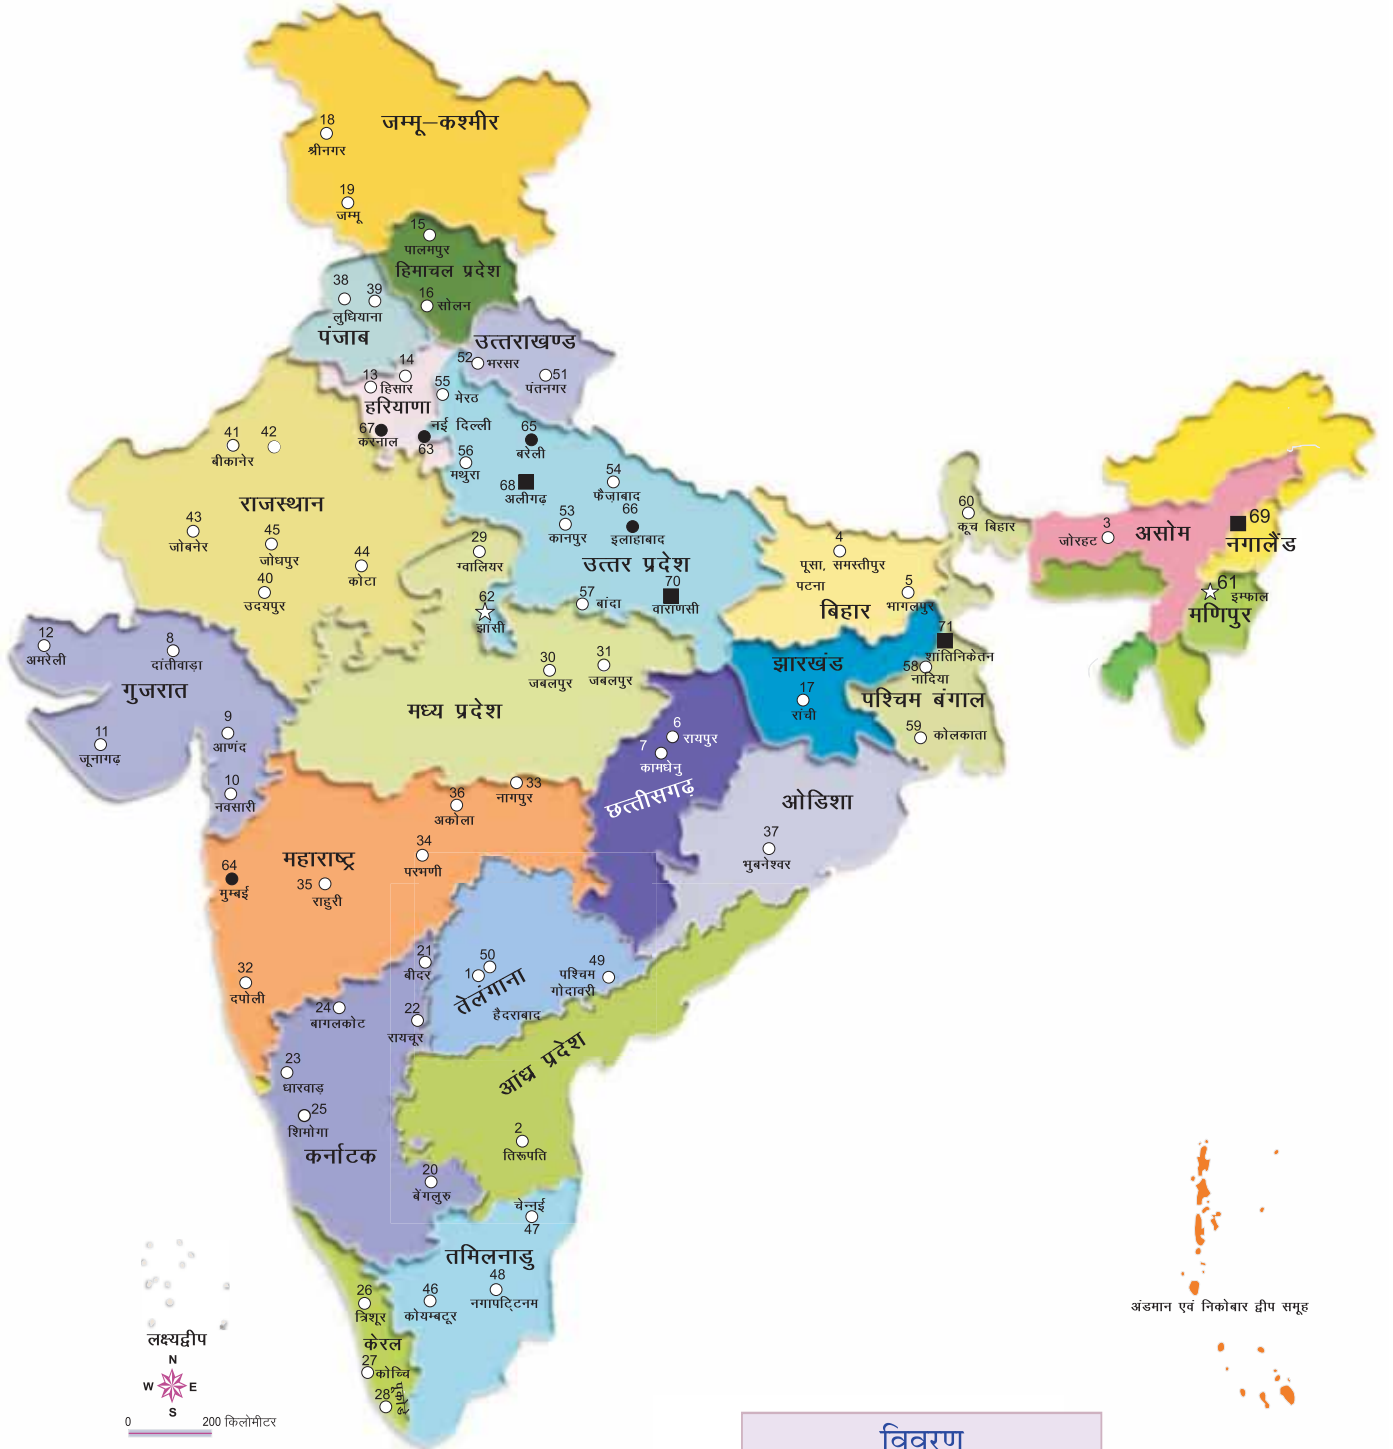 18
जम्मू–कश्मीर
श्रीनगर
19
जम्मू
15
पालमपुर
हिमाचल प्रदेश
38
39
16
सोलन
लुधियाना
पंजाब
उत्तराखण्ड
52
भरसर
14
13
हिसार
51
पंतनगर
55
मेरठ
हरियाणा
नई दिल्ली
67
करनाल
63
65
बरेली
41
42
बीकानेर
56
मथुरा
54
फैज़ाबाद
68
अलीगढ़
राजस्थान
60
कूच बिहार
3
जोरहट
असोम
69
नगालैंड
53
कानपुर
66
इलाहाबाद
43
जोबनेर
45
जोधपुर
44
कोटा
29
ग्वालियर
4
पूसा, समस्तीपुर
उत्तर प्रदेश
पटना
5
भागलपुर
बिहार
40
उदयपुर
62
झांसी
57
बांदा
70
वाराणसी
61
इम्फाल
मणिपुर
12
अमरेली
8
दांतीवाड़ा
71
शांतिनिकेतन
झारखंड
58
नादिया
गुजरात
30
जबलपुर
31
जबलपुर
17
रांची
पश्चिम बंगाल
मध्य प्रदेश
11
जूनागढ़
9
आणंद
6
रायपुर
7
कामधेनु
59
कोलकाता
10
नवसारी
33
नागपुर
36
अकोला
छत्तीसगढ़
ओडिशा
37
भुबनेश्वर
महाराष्ट्र
34
परभणी
64
मुम्बई
35
राहुरी
21
बीदर
50
1
तेलंगाना
49
पश्चिम
गोदावरी
32
दपोली
24
बागलकोट
22
रायचूर
हैदराबाद
आंध्र प्रदेश
23
धारवाड़
25
शिमोगा
2
तिरूपति
कर्नाटक
20
बेंगलुरु
चेन्नई
47
तमिलनाडु
48
नगापट्टिनम
46
कोयम्बटूर
26
त्रिशूर
अंडमान एवं निकोबार द्वीप समूह
लक्ष्यद्वीप
केरल
27
कोच्चि
28
N
W
E
S
0
200 किलोमीटर
विवरण